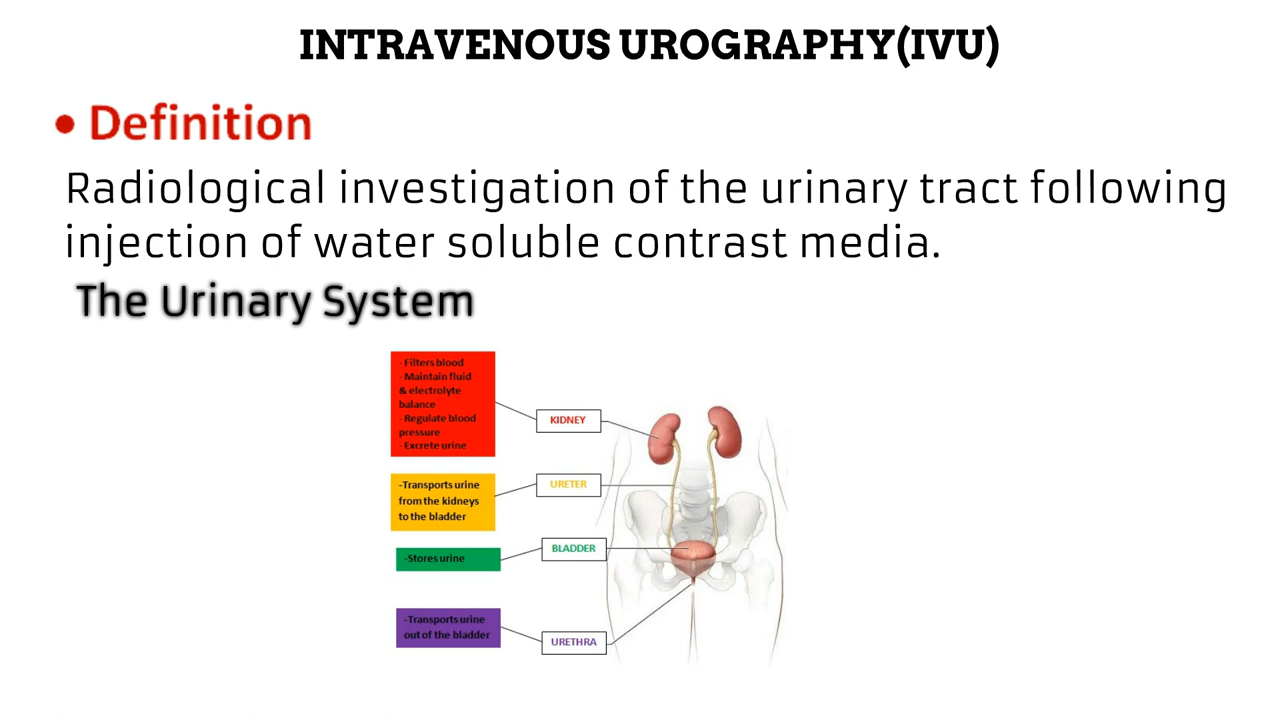 INTRAVENOUS UROGRAPHY(IVU)
• Definition
Radiological investigation of the urinary tract following
injection of water soluble contrast media.
The Urinary System
- Filters blood
- Maintain fluid
& electrolyte
balance
- Regulate blood
pressure
- Excrete urine
KIDNEY
-Transports urine
from the kidneys
to the bladder
URETER
-Stores urine
BLADDER
-Transports urine
out of the bladder
URETHRA